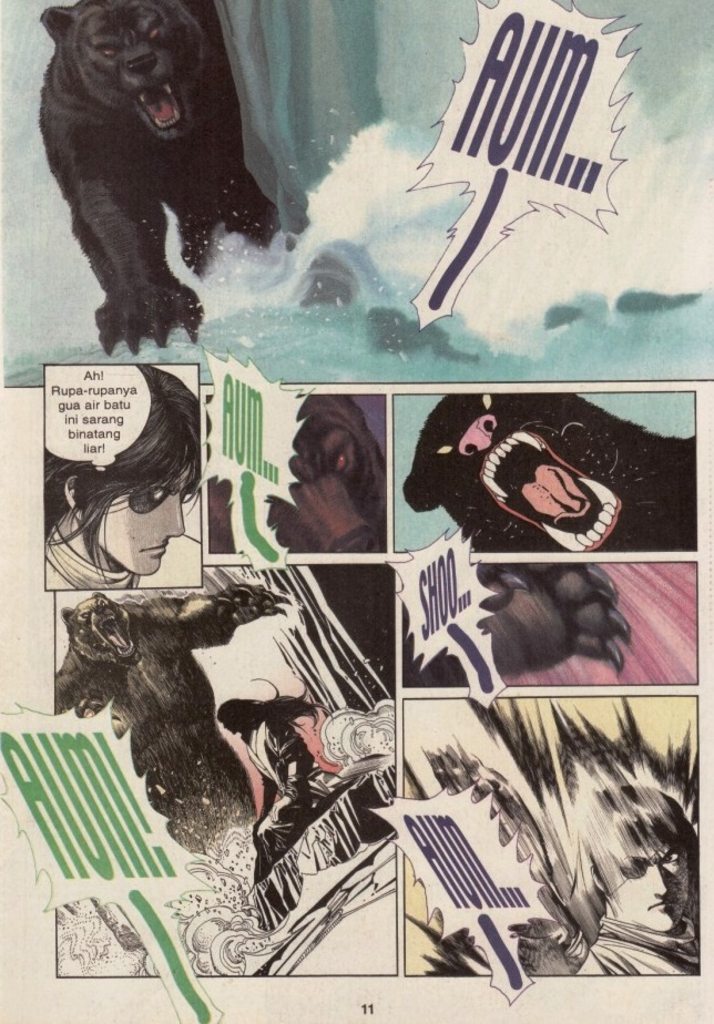 AUM...
Ah!
Rupa-rupanya
gua air batu
ini sarang
binatang
liar!
AUM...
SHOO...
AUM!
AUM...
11